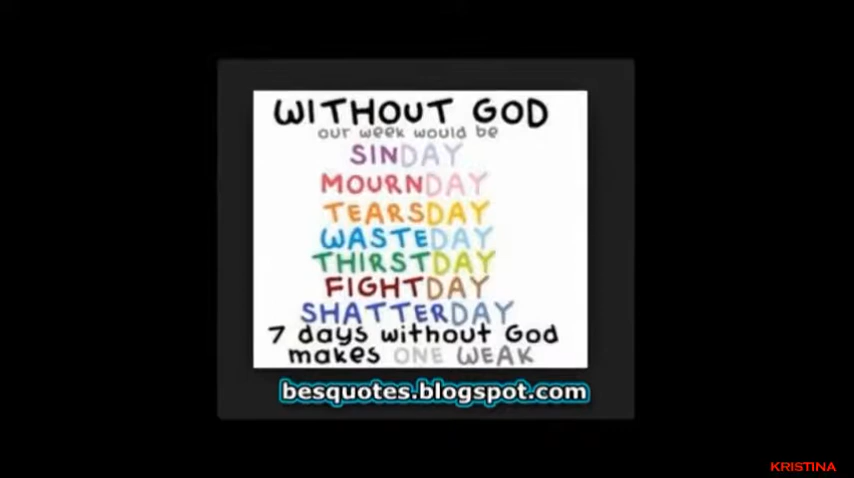 WITHOUT GOD
our week would be
SINDAY
MOURNDAY
TEARSDAY
WASTEDAY
THIRSTDAY
FIGHTDAY
SHATTERDAY
7 days without God
makes ONE WEAK
besquotes.blogspot.com
KRISTINA